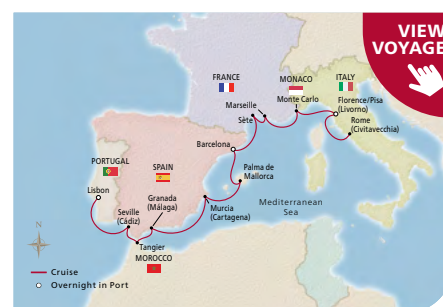 VIEW
VOYAGE
FRANCE
MONACO
ITALY
Marseille
Monte Carlo
Florence/Pisa
(Livorno)
Sète
Rome
(Civitavecchia)
Barcelona
PORTUGAL
SPAIN
Palma de
Mallorca
Lisbon
Granada
(Málaga)
Mediterranean
Sea
Seville
(Cádiz)
Murcia
(Cartagena)
Tangier
MOROCCO
N
Cruise
Overnight in Port